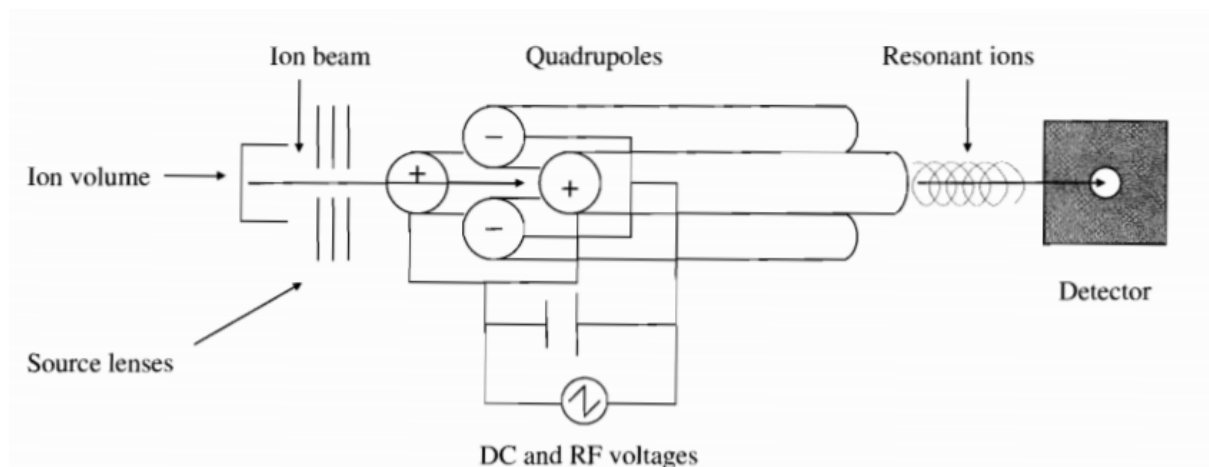 Ion beam
Quadrupoles
Resonant ions
−
+
+
−
Ion volume
Detector
Source lenses
DC and RF voltages